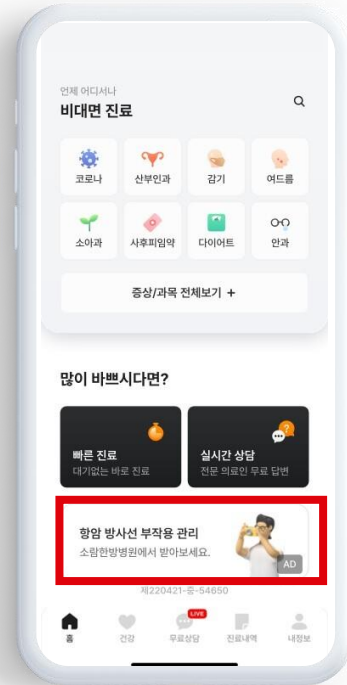 언제 어디서나
비대면 진료
코로나
산부인과
감기
여드름
소아과
사후피임약
다이어트
안과
증상/과목 전체보기 +
많이 바쁘시다면?
빠른 진료
대기없는 바로 진료
실시간 상담
전문 의료인 무료 답변
항암 방사선 부작용 관리
소람한방병원에서 받아보세요.
AD
제220421-중-54650
LIVE
홈
건강
무료상담
진료내역
내정보